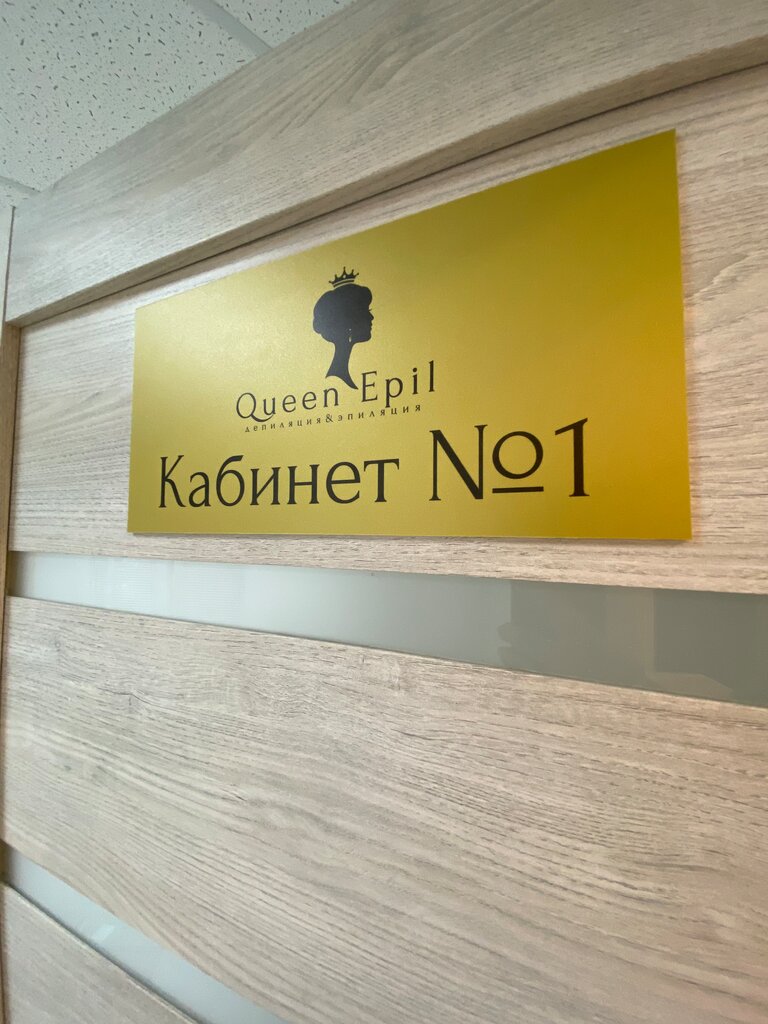 Queen Epil
депиляция&эпиляция
Кабинет №1